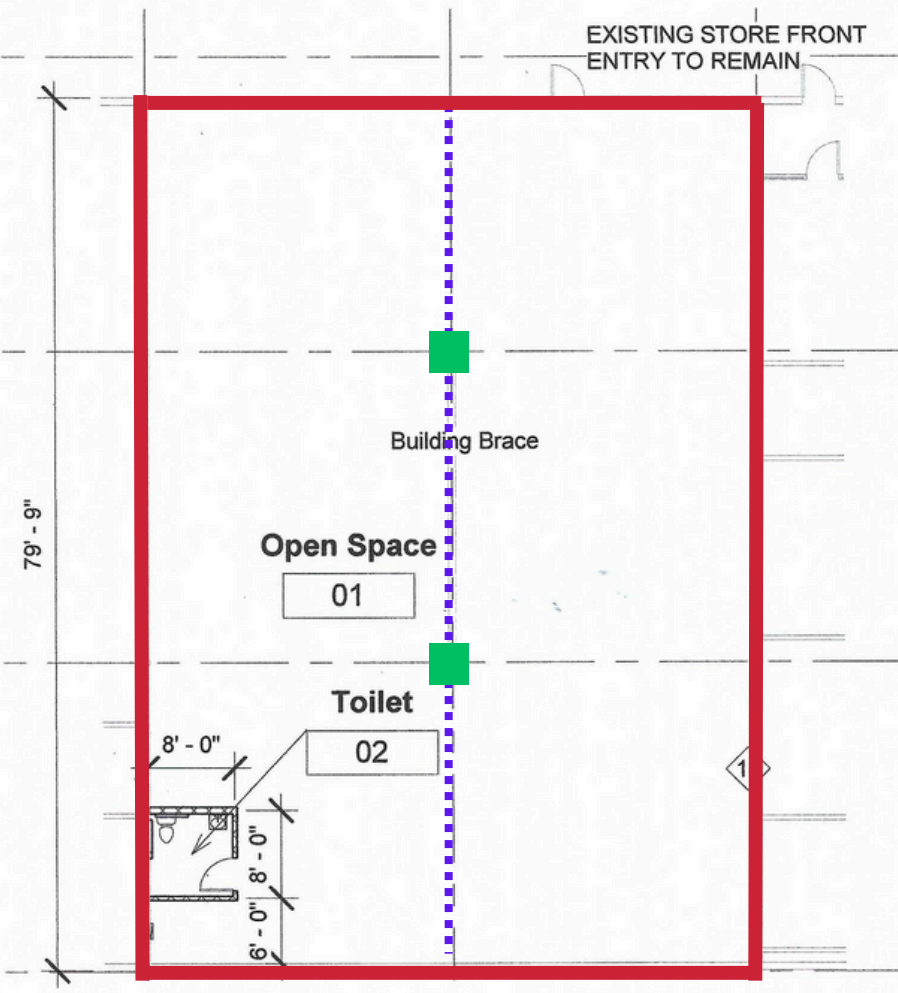 EXISTING STORE FRONT
ENTRY TO REMAIN
79' - 9"
Building Brace
Open Space
01
Toilet
02
8' - 0"
1
8' - 0"
6' - 0"